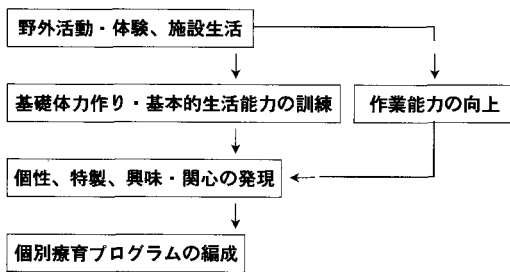 野外活動・体験、施設生活
基礎体力作り・基本的生活能力の訓練
作業能力の向上
個性、特製、興味・関心の発現
個別療育プログラムの編成